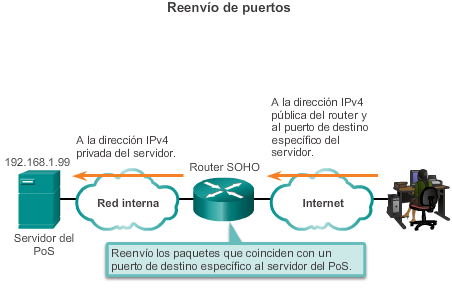 Reenvío de puertos
A la dirección IPv4
pública del router y
al puerto de destino
específico del
servidor.
A la dirección IPv4
privada del servidor.
192.168.1.99
Router SOHO
Red interna
Internet
Servidor del
PoS
Reenvío los paquetes que coinciden con un
puerto de destino específico al servidor del PoS.